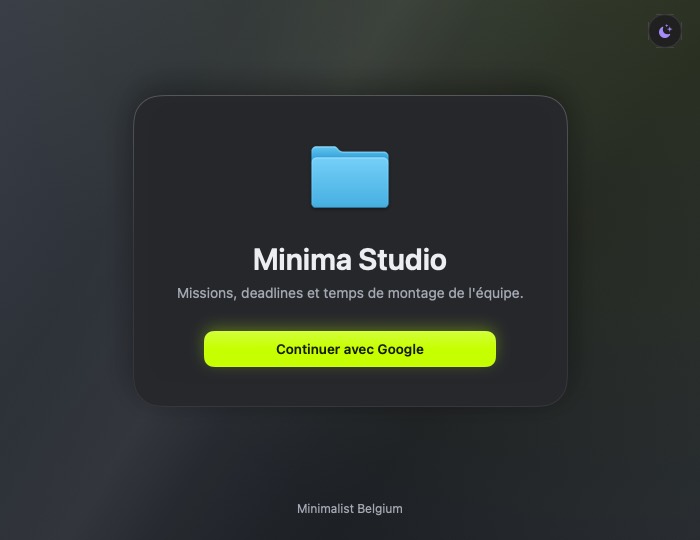 Minima Studio
Missions, deadlines et temps de montage de l'équipe.
Continuer avec Google
Minimalist Belgium